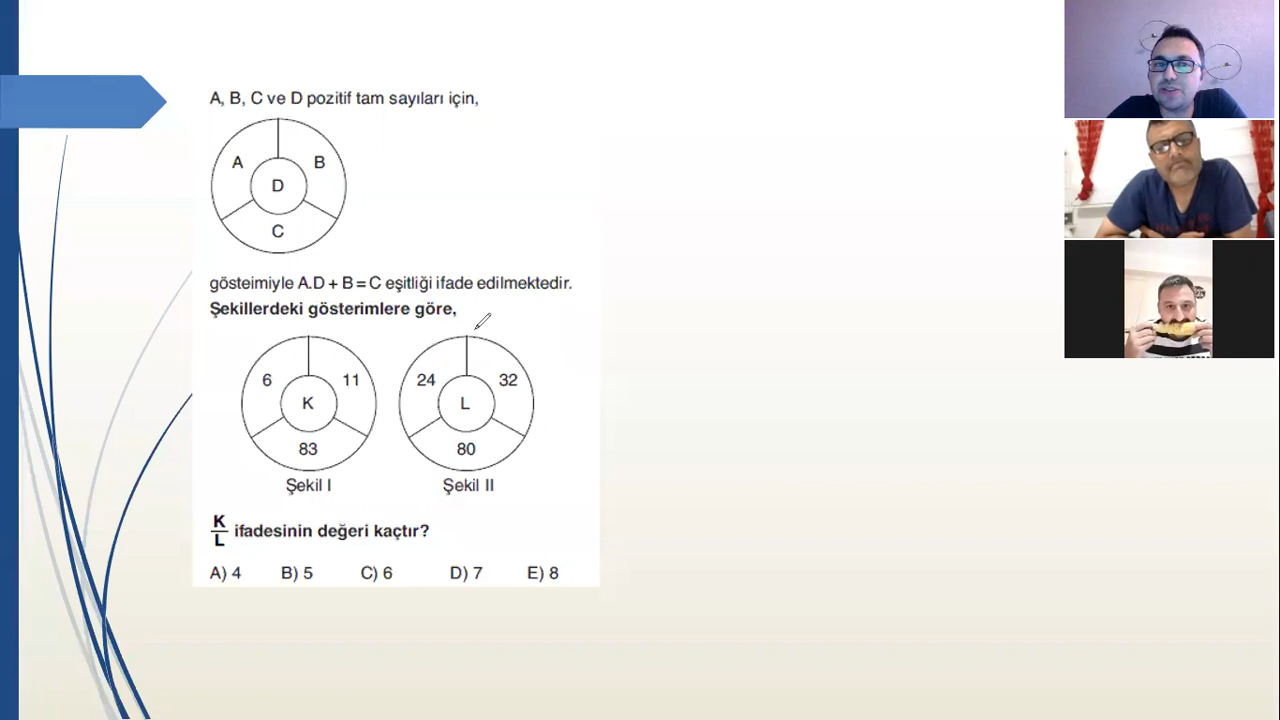 A, B, C ve D pozitif tam sayıları için,
A
B
D
C
gösteimiyle A.D + B = C eşitliği ifade edilmektedir.
Şekillerdeki gösterimlere göre,
6
11
K
83
Şekil I
24
32
L
80
Şekil II
K/L ifadesinin değeri kaçtır?
A) 4 B) 5 C) 6 D) 7 E) 8